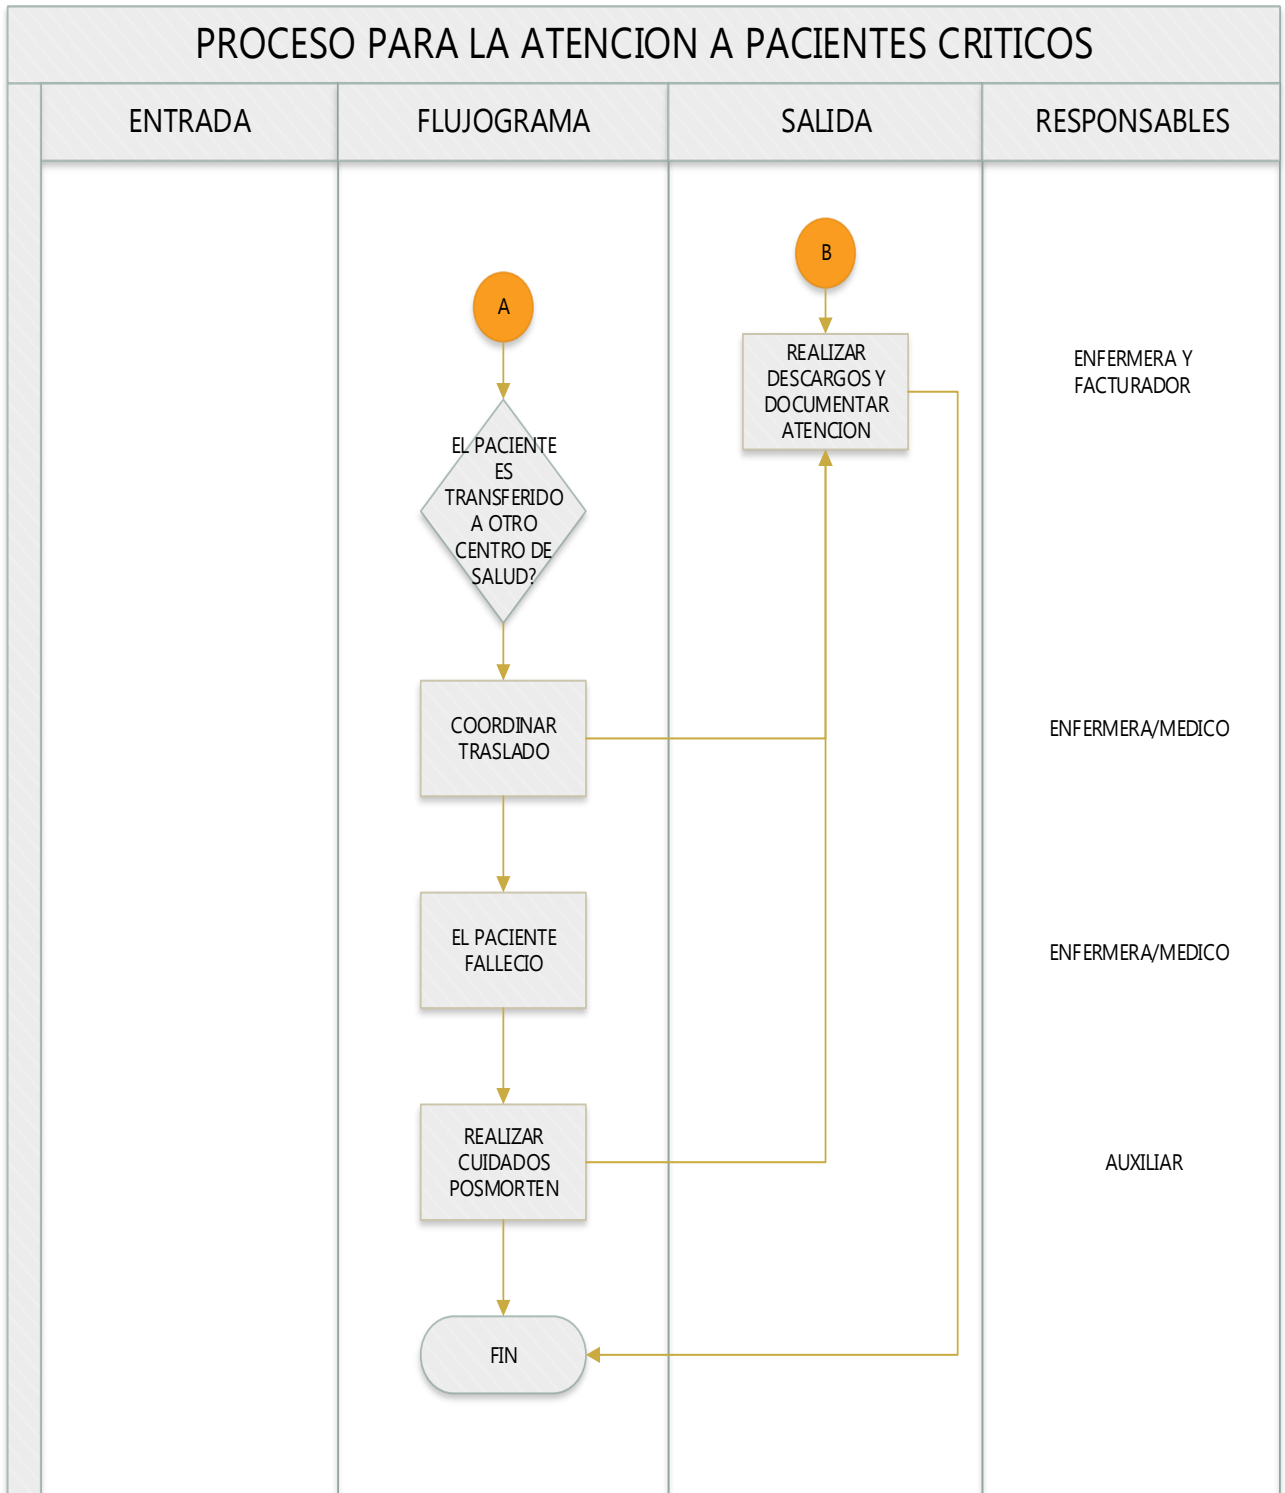 PROCESO PARA LA ATENCION A PACIENTES CRITICOS
ENTRADA
FLUJOGRAMA
SALIDA
RESPONSABLES
B
A
REALIZAR
DESCARGOS Y
DOCUMENTAR
ATENCION
ENFERMERA Y
FACTURADOR
EL PACIENTE
ES
TRANSFERIDO
A OTRO
CENTRO DE
SALUD?
COORDINAR
TRASLADO
ENFERMERA/MEDICO
EL PACIENTE
FALLECIO
ENFERMERA/MEDICO
REALIZAR
CUIDADOS
POSMORTEN
AUXILIAR
FIN